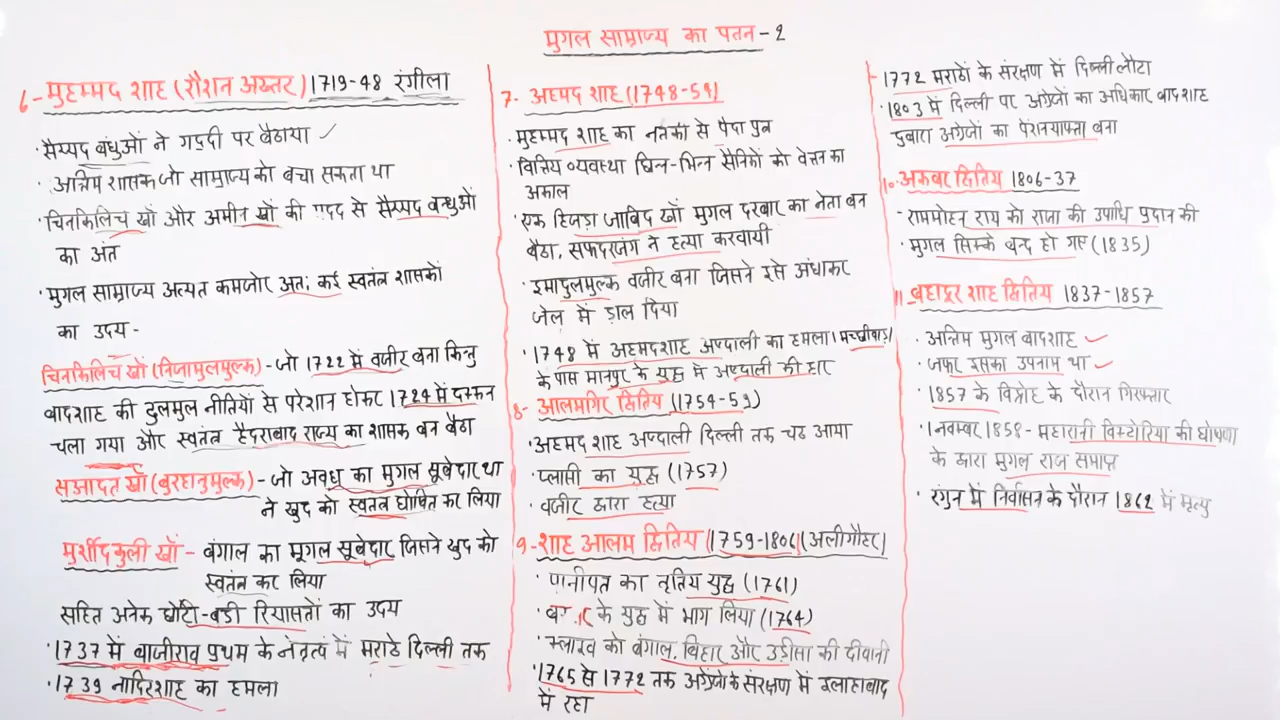 मुगल साम्राज्य का पतन - 2
6- मुहम्मद शाह (रौशन अख्तर) 1719-48 रंगीला
सैय्यद बंधुओं ने गद्दी पर बैठाया
· अन्तिम शासक जो साम्राज्य को बचा सकता था
· चिनकिलिच खाँ और अमीन खाँ की मदद से सैय्यद बन्धुओं
का अंत
· मुगल साम्राज्य अत्यंत कमजोर अतः कई स्वतंत्र शासकों
का उदय -
चिनकिलिच खाँ (निजामुलमुल्क) - जो 1722 में वजीर बना किन्तु
बादशाह की ढुलमुल नीतियों से परेशान होकर 1724 में दक्कन
चला गया और स्वतंत्र हैदराबाद राज्य का शासक बन बैठा
सआदत खाँ (बुरहानुमुल्क) - जो अवध का मुगल सूबेदार था
ने खुद को स्वतंत्र घोषित कर लिया
मुर्शीद कुली खाँ - बंगाल का मूगल सूबेदार जिसने खुद को
स्वतंत्र कर लिया
सहित अनेक छोटी-बडी रियासतों का उदय
· 1737 में बाजीराव प्रथम के नेतृत्व में मराठे दिल्ली तक
· 1739 नादिरशाह का हमला
7- अहमद शाह (1748-54)
· मुहम्मद शाह का नर्तकी से पैदा पुत्र
· वित्तिय व्यवस्था छिन्न-भिन्न सैनिकों को वेतन का
अकाल
· एक हिजड़ा जाविद खाँ मुगल दरबार का नेता बन
बैठा, सफदरजंग ने हत्या करवायी
· इमादुलमुल्क वजीर बना जिसने इसे अंधाकर
जेल में डाल दिया
· 1748 में अहमदशाह अब्दाली का हमला। मच्छीवाड़ा
के पास मानपुर के युद्ध में अब्दाली की हार
8- आलमगिर द्वितिय (1754-59)
· अहमद शाह अब्दाली दिल्ली तक चढ आया
· प्लासी का युद्ध (1757)
· वजीर द्वारा हत्या
9- शाह आलम द्वितिय (1759-1806) (अलीगौहर)
· पानीपत का तृतिय युद्ध (1761)
· के युद्ध में भाग लिया (1764)
· क्लाइव को बंगाल, बिहार और उड़ीसा की दीवानी
· 1765 से 1772 तक अंग्रेजो के संरक्षण में इलाहाबाद
में रहा
- 1772 मराठों के संरक्षण में दिल्ली लौटा
· 1803 में दिल्ली पर अंग्रेजों का अधिकार बादशाह
दुबारा अंग्रेजों का पेंशनयाफ्ता बना
10- अकबर द्वितिय 1806-37
- राममोहन राय को राजा की उपाधि प्रदान की
· मुगल सिक्के बन्द हो गए (1835)
11 बहादुर शाह द्वितिय 1837-1857
· अन्तिम मुगल बादशाह
· जफर इसका उपनाम था
· 1857 के विद्रोह के दौरान गिरफ्तार
· 1 नवम्बर 1858 - महारानी विक्टोरिया की घोषणा
के द्वारा मुगल राज समाप्त
· रंगुन में निर्वासन के दौरान 1862 में मृत्यु